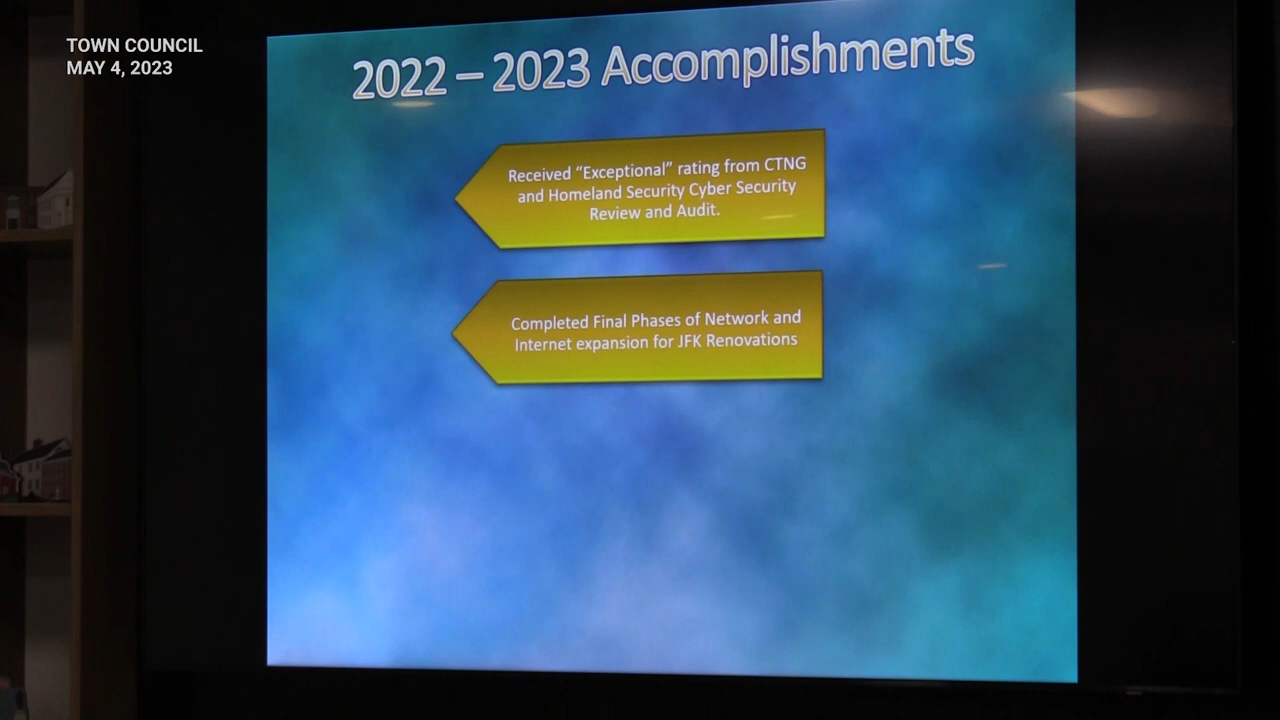 TOWN COUNCIL
MAY 4, 2023
2022 – 2023 Accomplishments
Received “Exceptional” rating from CTNG
and Homeland Security Cyber Security
Review and Audit.
Completed Final Phases of Network and
Internet expansion for JFK Renovations